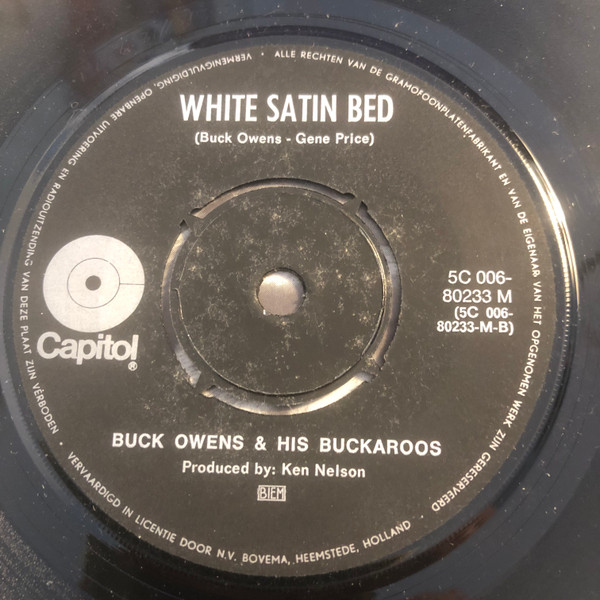 WHITE SATIN BED
(Buck Owens - Gene Price)
5C 006-
80233 M
(5C 006-
80233-M-B)
Capitol®
BUCK OWENS & HIS BUCKAROOS
Produced by: Ken Nelson
BIEM
• ALLE RECHTEN VAN DE GRAMOFOONPLATENFABRIKANT EN VAN DE EIGENAAR VAN HET OPGENOMEN WERK ZIJN GERESERVEERD • VERVAARDIGD IN LICENTIE DOOR N.V. BOVEMA, HEEMSTEDE, HOLLAND • VERMENIGVULDIGING, OPENBARE UITVOERING EN RADIOUITZENDING VAN DEZE PLAAT ZIJN VERBODEN